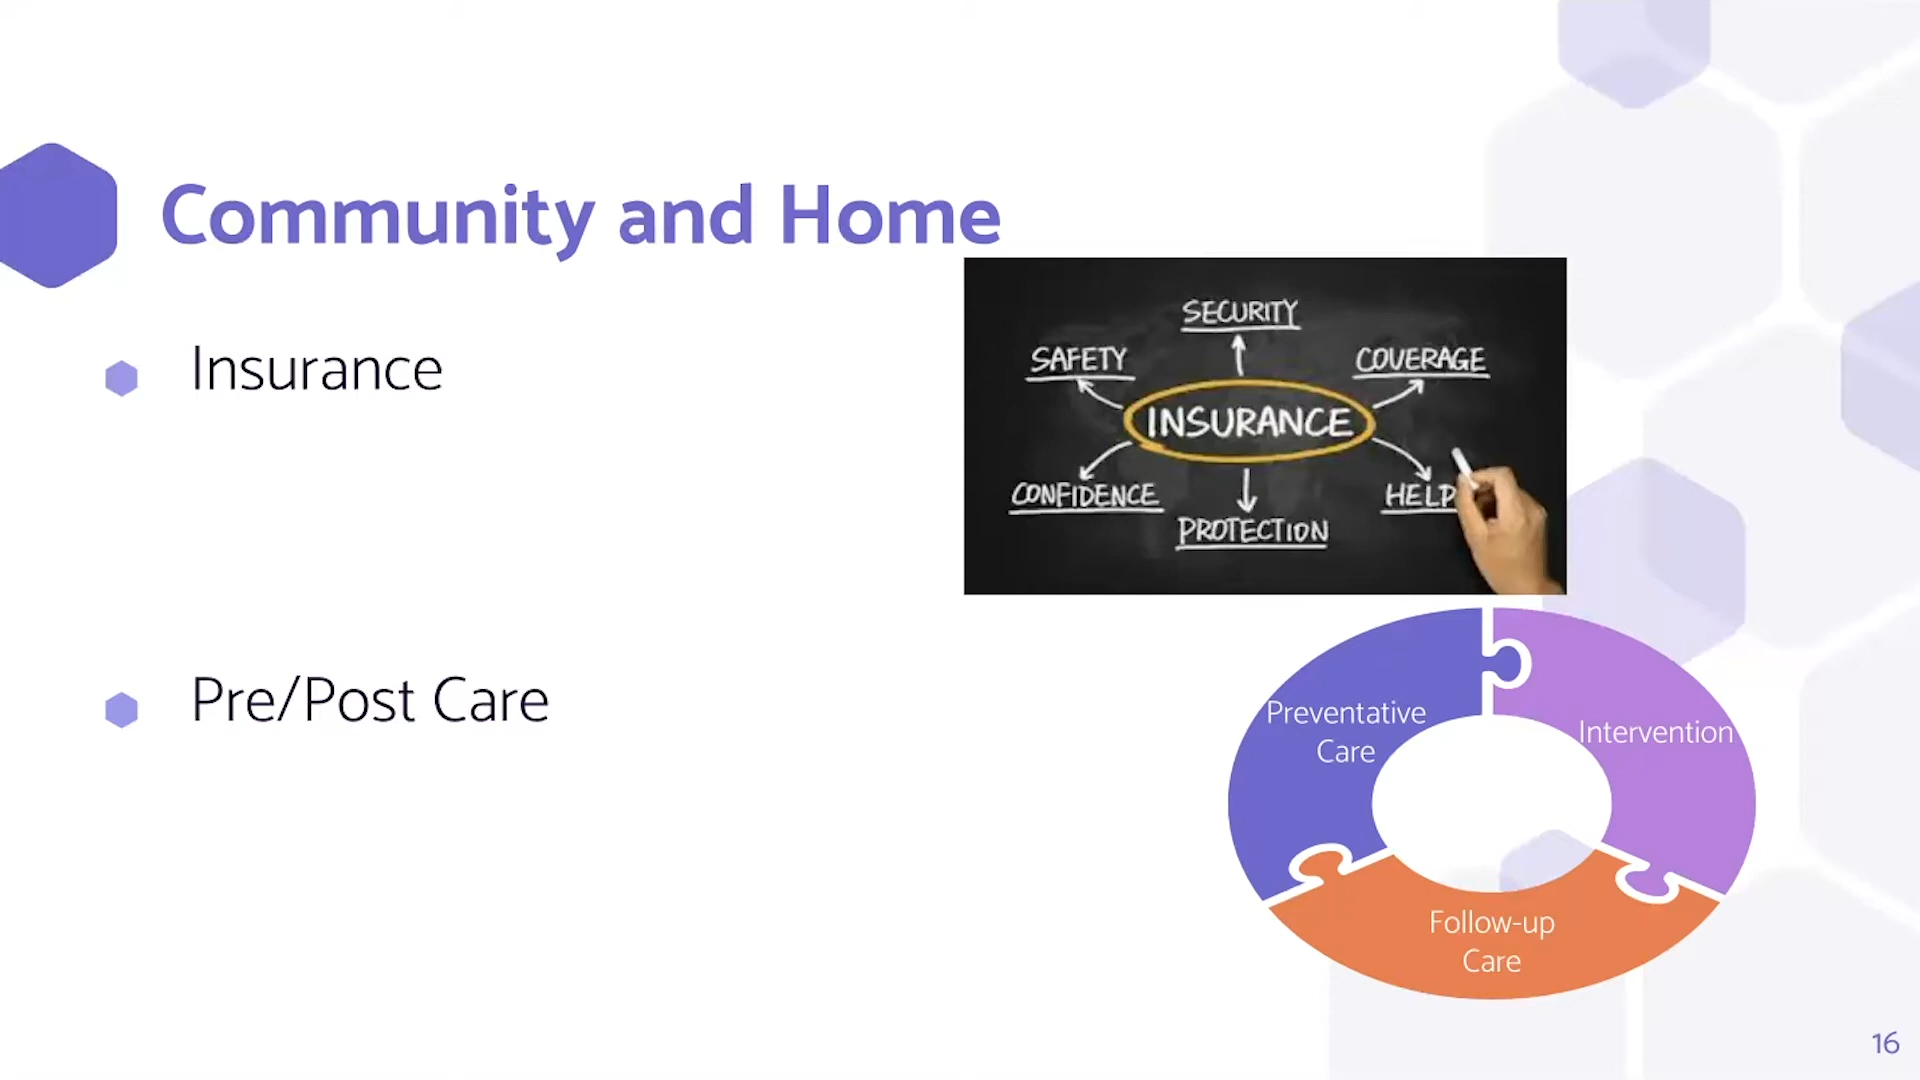 Community and Home
Insurance
SECURITY
SAFETY
COVERAGE
INSURANCE
CONFIDENCE
HELP
PROTECTION
Pre/Post Care
Preventative
Care
Intervention
Follow-up
Care
16